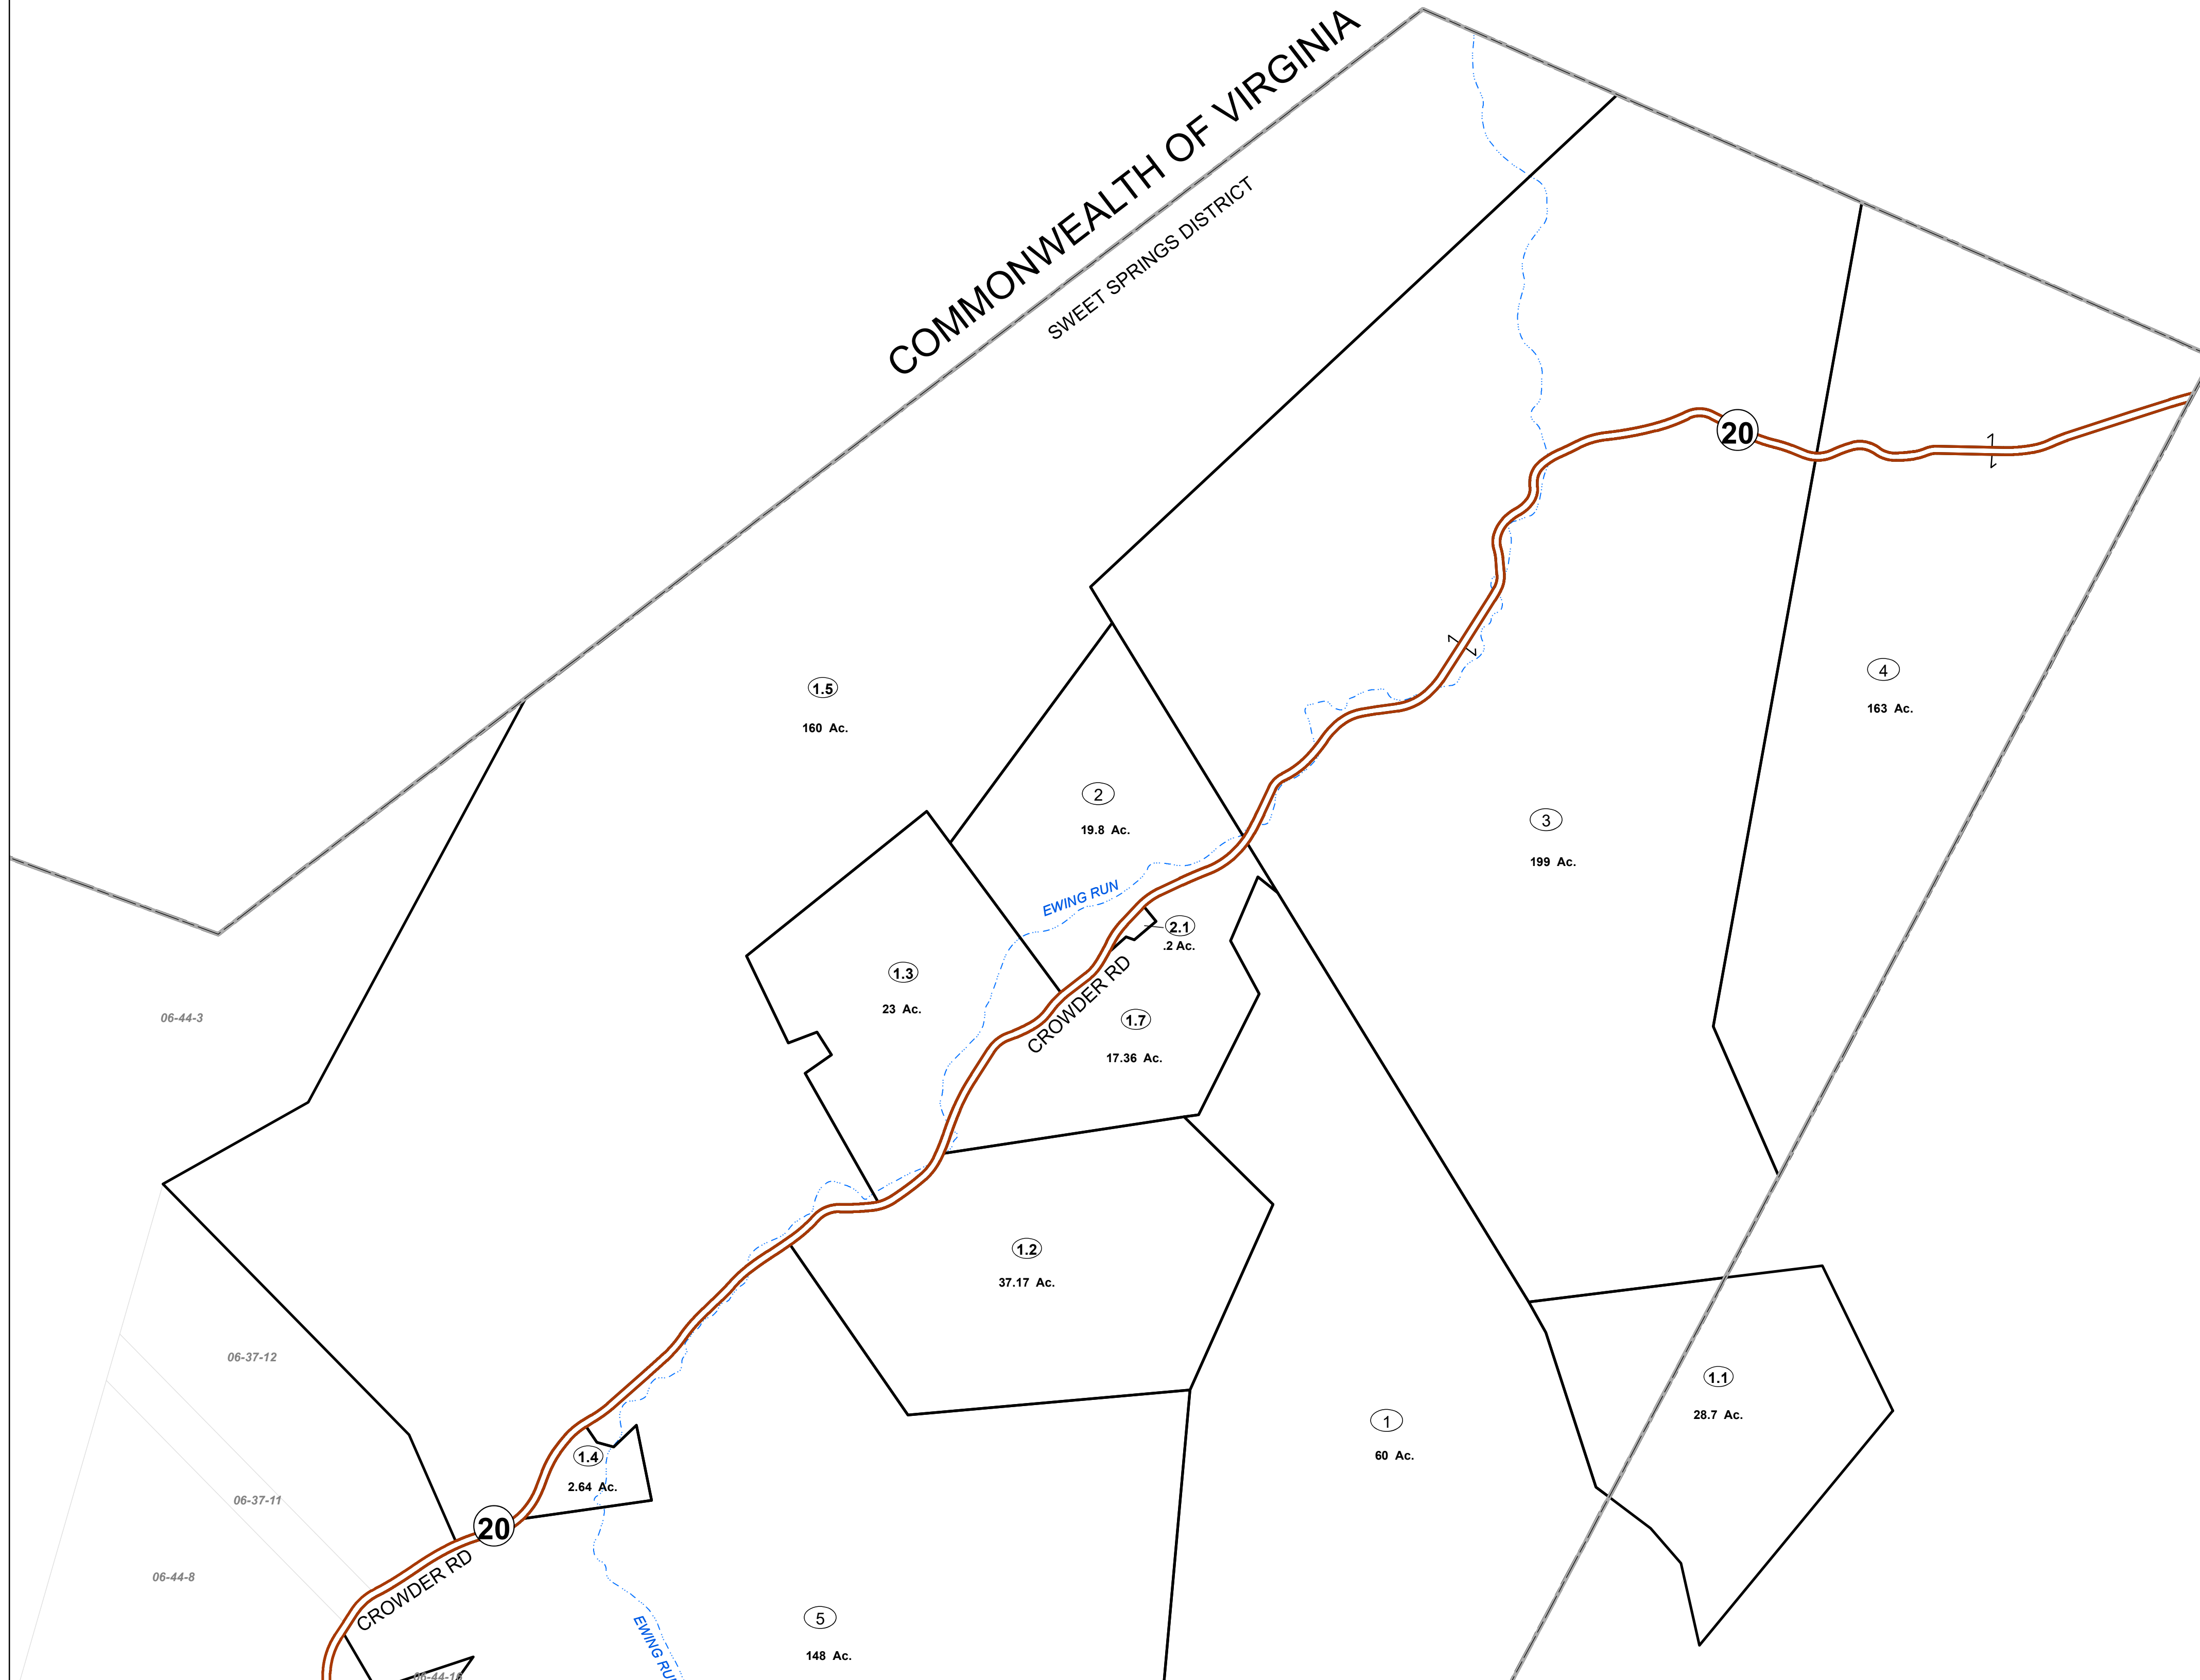 COMMONWEALTH OF VIRGINIA
SWEET SPRINGS DISTRICT
20
4
163 Ac.
1.5
160 Ac.
2
19.8 Ac.
3
199 Ac.
EWING RUN
2.1
.2 Ac.
CROWDER RD
1.3
23 Ac.
1.7
17.36 Ac.
06-44-3
1.2
37.17 Ac.
06-37-12
1.1
28.7 Ac.
1
60 Ac.
1.4
2.64 Ac.
06-37-11
20
CROWDER RD
06-44-8
5
148 Ac.
EWING RUN